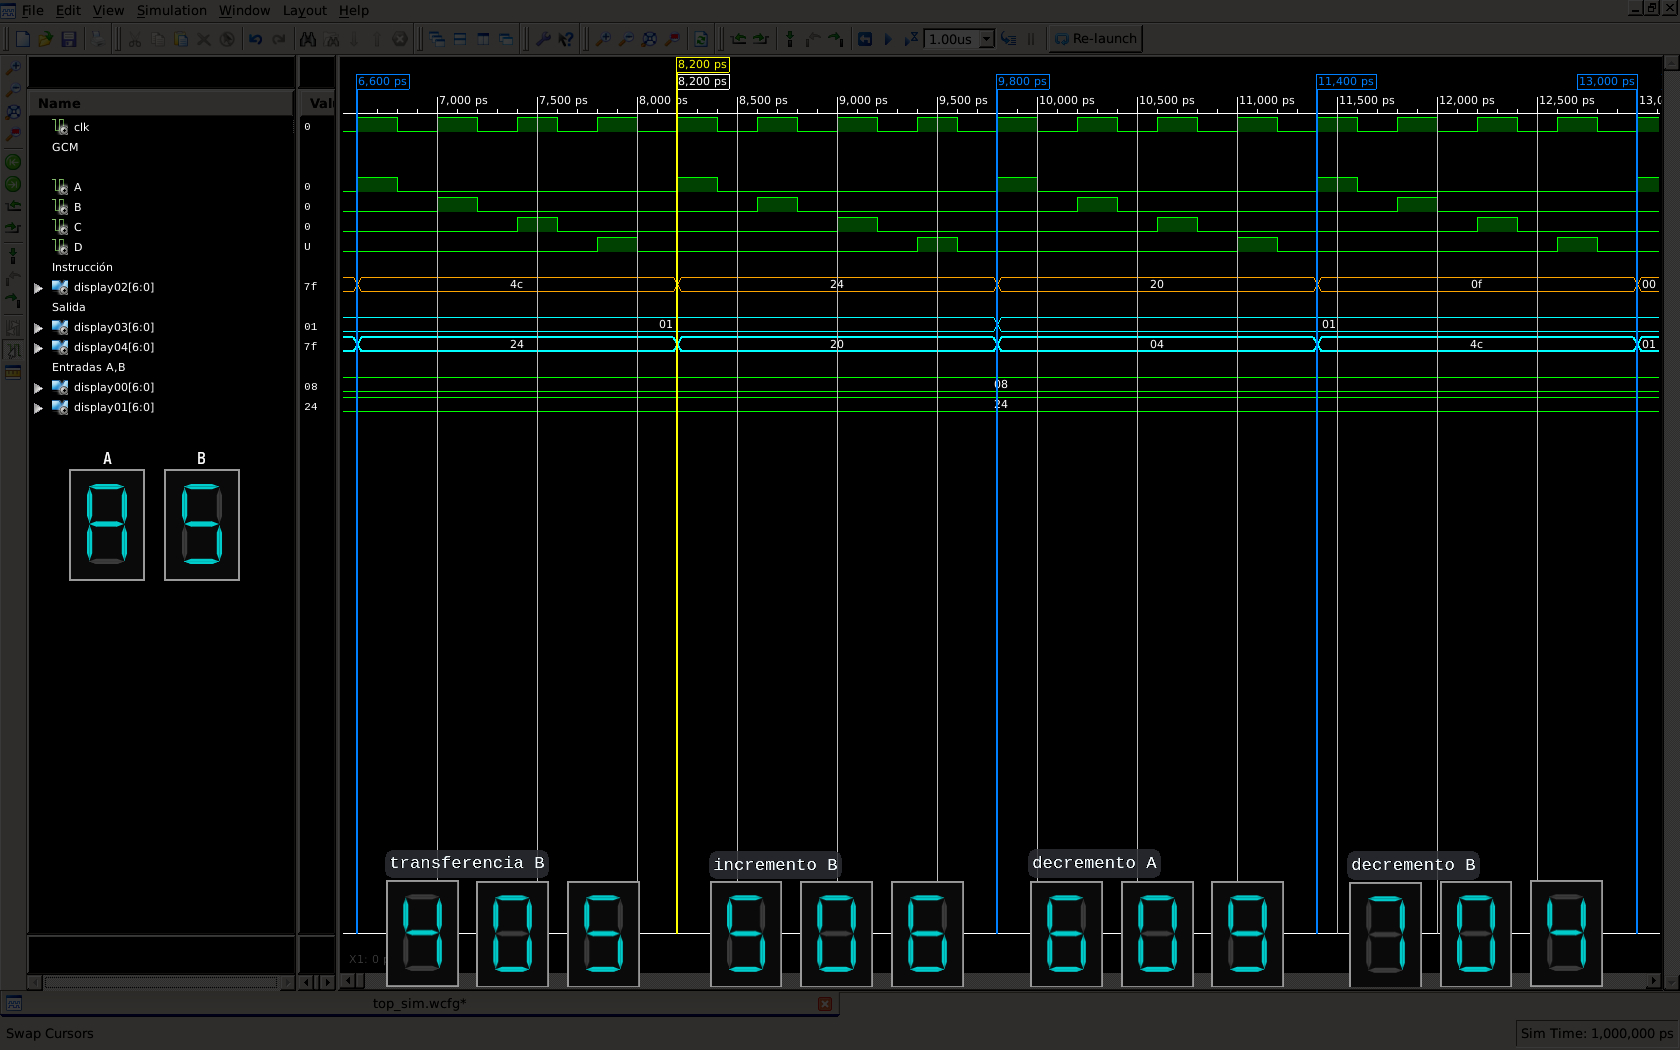 File Edit View Simulation Window Layout Help
1.00us Re-launch
8,200 ps
6,600 ps 8,200 ps 9,800 ps 11,400 ps 13,000 ps
Name Valu
7,000 ps 7,500 ps 8,000 ps 8,500 ps 9,000 ps 9,500 ps 10,000 ps 10,500 ps 11,000 ps 11,500 ps 12,000 ps 12,500 ps 13,0
clk 0
GCM
A 0
B 0
C 0
D U
Instrucción
display02[6:0] 7f 4c 24 20 0f 00
Salida
display03[6:0] 01 01 01
display04[6:0] 7f 24 20 04 4c 01
Entradas A,B
display00[6:0] 08 08
display01[6:0] 24 24
A B
transferencia B incremento B decremento A decremento B
X1: 0 p
top_sim.wcfg*
Swap Cursors Sim Time: 1,000,000 ps